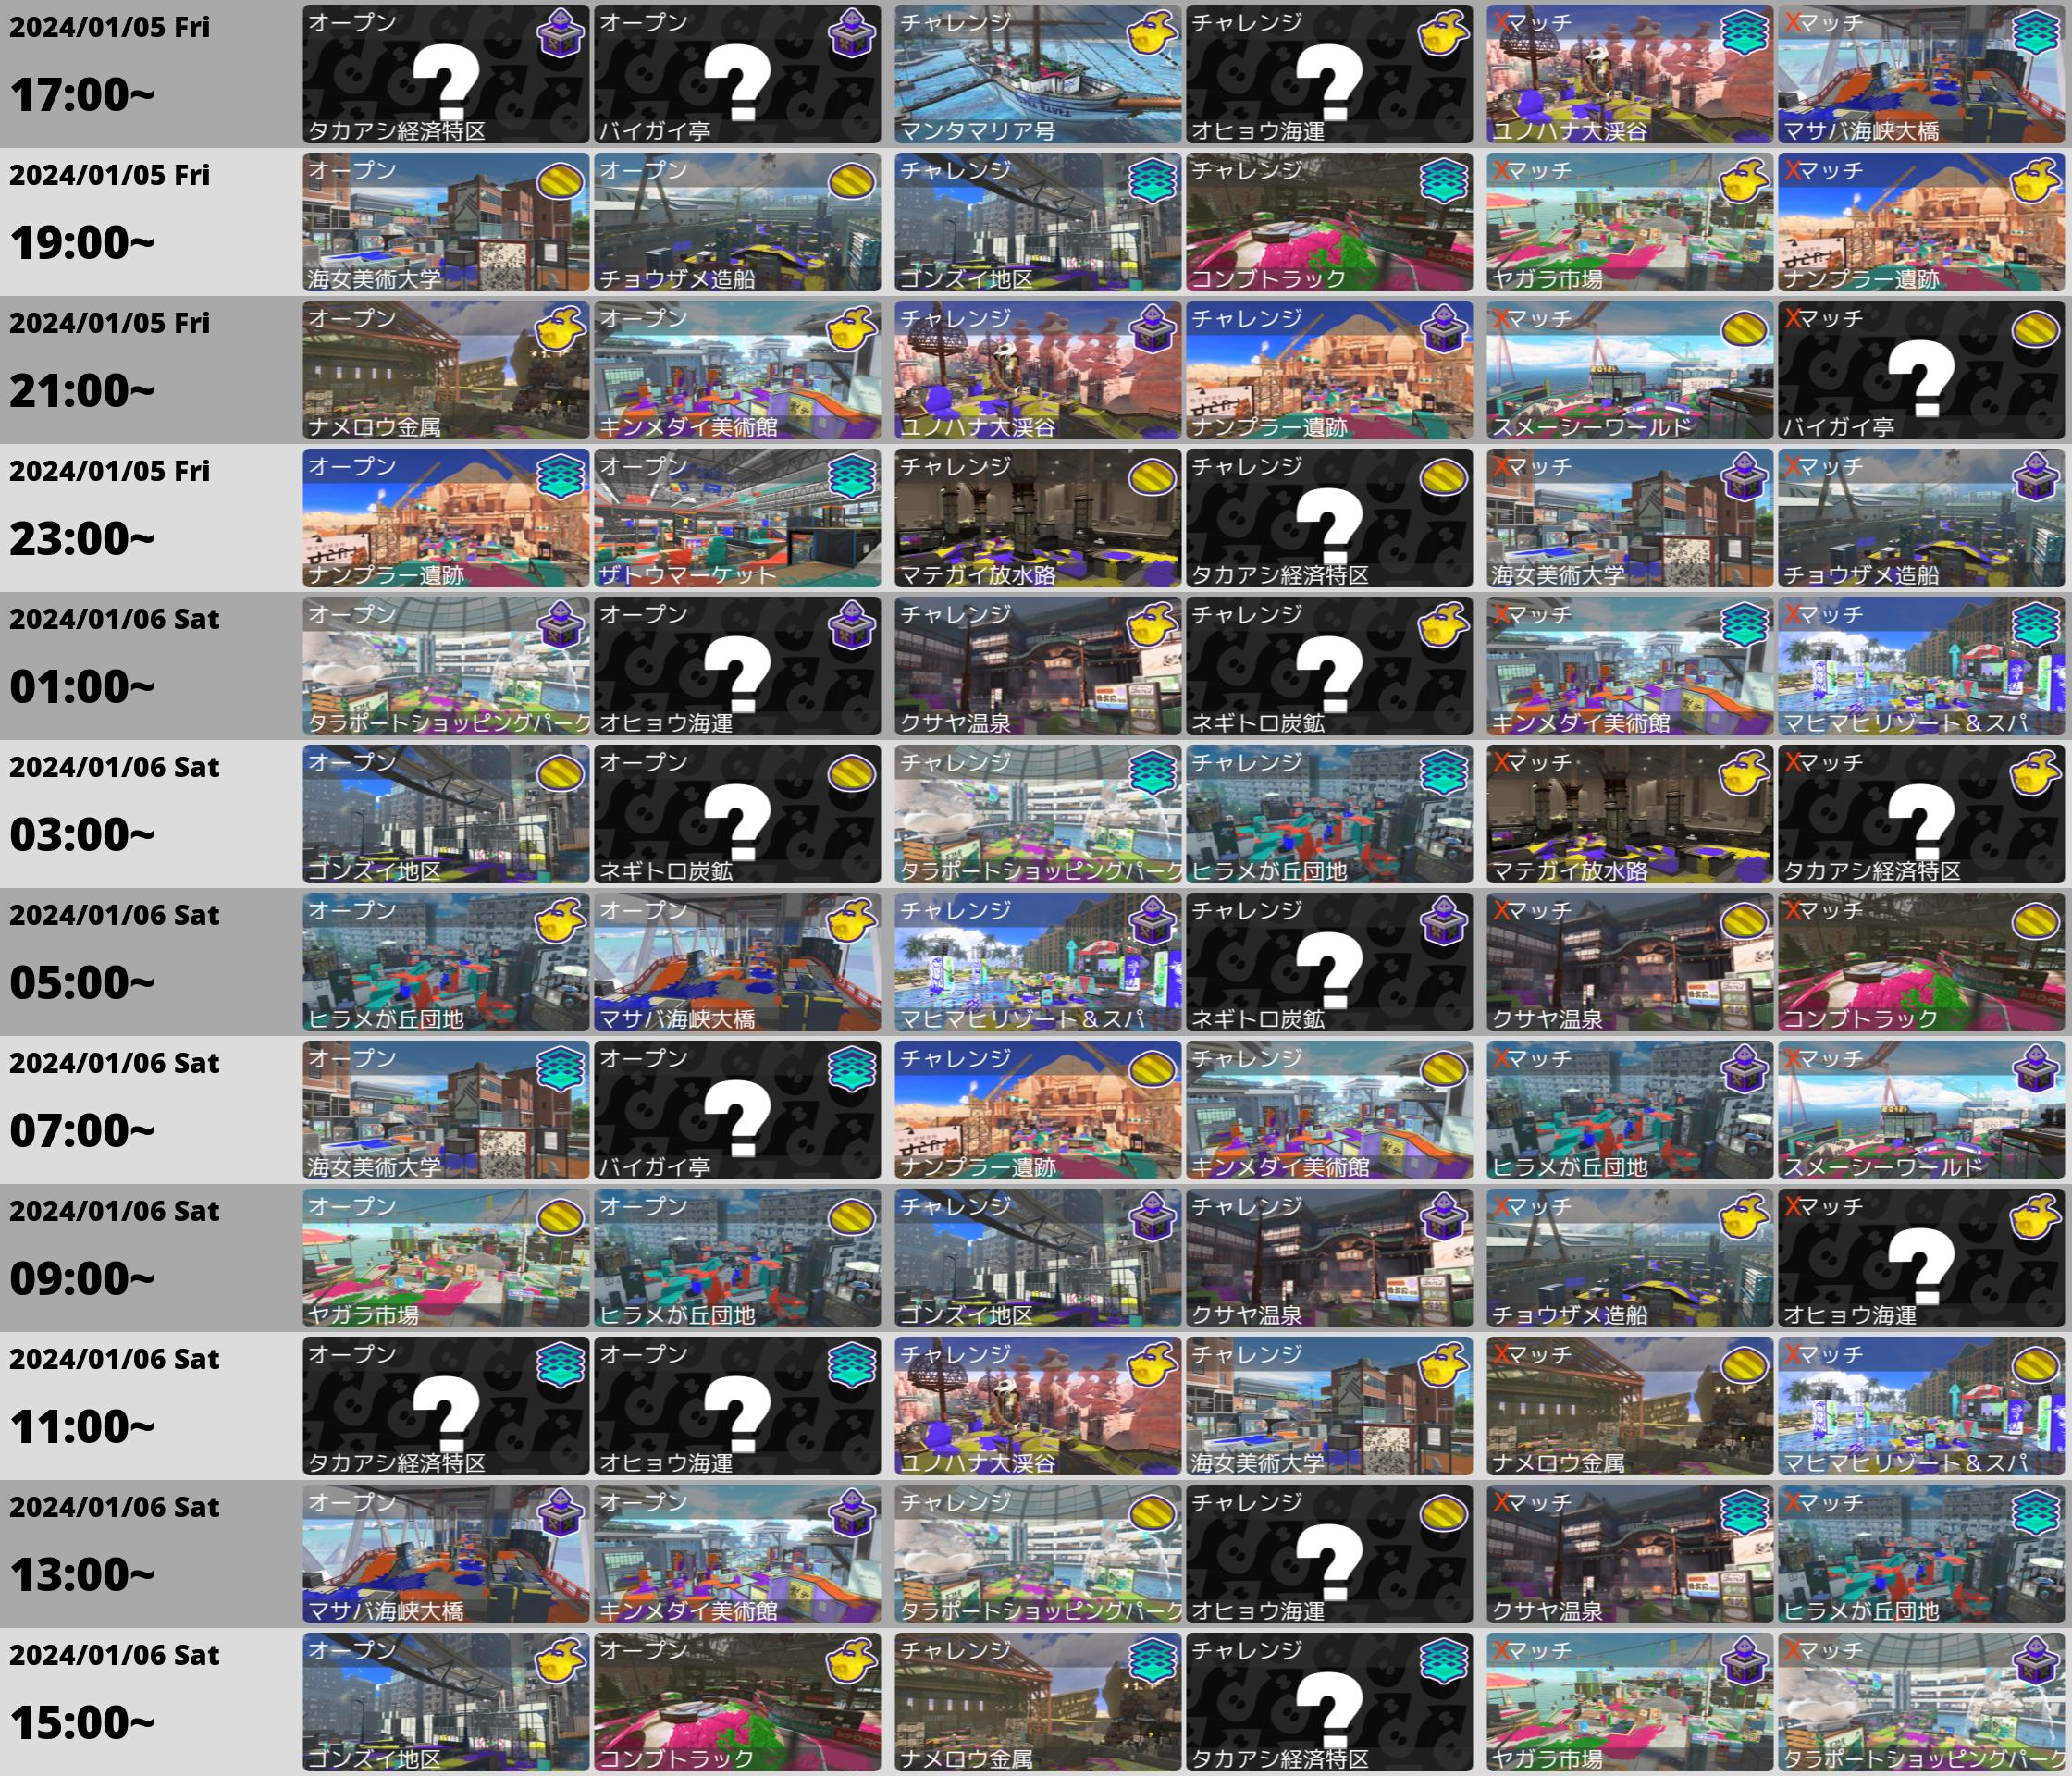 2024/01/05 Fri
17:00~
オープン
タカアシ経済特区
オープン
バイガイ亭
チャレンジ
マンタマリア号
チャレンジ
オヒョウ海運
Xマッチ
ユノハナ大渓谷
Xマッチ
マサバ海峡大橋
2024/01/05 Fri
19:00~
オープン
海女美術大学
オープン
チョウザメ造船
チャレンジ
ゴンズイ地区
チャレンジ
コンブトラック
Xマッチ
ヤガラ市場
Xマッチ
ナンプラー遺跡
2024/01/05 Fri
21:00~
オープン
ナメロウ金属
オープン
キンメダイ美術館
チャレンジ
ユノハナ大渓谷
チャレンジ
ナンプラー遺跡
Xマッチ
スメーシーワールド
Xマッチ
バイガイ亭
2024/01/05 Fri
23:00~
オープン
ナンプラー遺跡
オープン
ザトウマーケット
チャレンジ
マテガイ放水路
チャレンジ
タカアシ経済特区
Xマッチ
海女美術大学
Xマッチ
チョウザメ造船
2024/01/06 Sat
01:00~
オープン
タラポートショッピングパーク
オープン
オヒョウ海運
チャレンジ
クサヤ温泉
チャレンジ
ネギトロ炭鉱
Xマッチ
キンメダイ美術館
Xマッチ
マヒマヒリゾート&スパ
2024/01/06 Sat
03:00~
オープン
ゴンズイ地区
オープン
ネギトロ炭鉱
チャレンジ
タラポートショッピングパーク
チャレンジ
ヒラメが丘団地
Xマッチ
マテガイ放水路
Xマッチ
タカアシ経済特区
2024/01/06 Sat
05:00~
オープン
ヒラメが丘団地
オープン
マサバ海峡大橋
チャレンジ
マヒマヒリゾート&スパ
チャレンジ
ネギトロ炭鉱
Xマッチ
クサヤ温泉
Xマッチ
コンブトラック
2024/01/06 Sat
07:00~
オープン
海女美術大学
オープン
バイガイ亭
チャレンジ
ナンプラー遺跡
チャレンジ
キンメダイ美術館
Xマッチ
ヒラメが丘団地
Xマッチ
スメーシーワールド
2024/01/06 Sat
09:00~
オープン
ヤガラ市場
オープン
ヒラメが丘団地
チャレンジ
ゴンズイ地区
チャレンジ
クサヤ温泉
Xマッチ
チョウザメ造船
Xマッチ
オヒョウ海運
2024/01/06 Sat
11:00~
オープン
タカアシ経済特区
オープン
オヒョウ海運
チャレンジ
ユノハナ大渓谷
チャレンジ
海女美術大学
Xマッチ
ナメロウ金属
Xマッチ
マヒマヒリゾート&スパ
2024/01/06 Sat
13:00~
オープン
マサバ海峡大橋
オープン
キンメダイ美術館
チャレンジ
タラポートショッピングパーク
チャレンジ
オヒョウ海運
Xマッチ
クサヤ温泉
Xマッチ
ヒラメが丘団地
2024/01/06 Sat
15:00~
オープン
ゴンズイ地区
オープン
コンブトラック
チャレンジ
ナメロウ金属
チャレンジ
タカアシ経済特区
Xマッチ
ヤガラ市場
Xマッチ
タラポートショッピングパーク